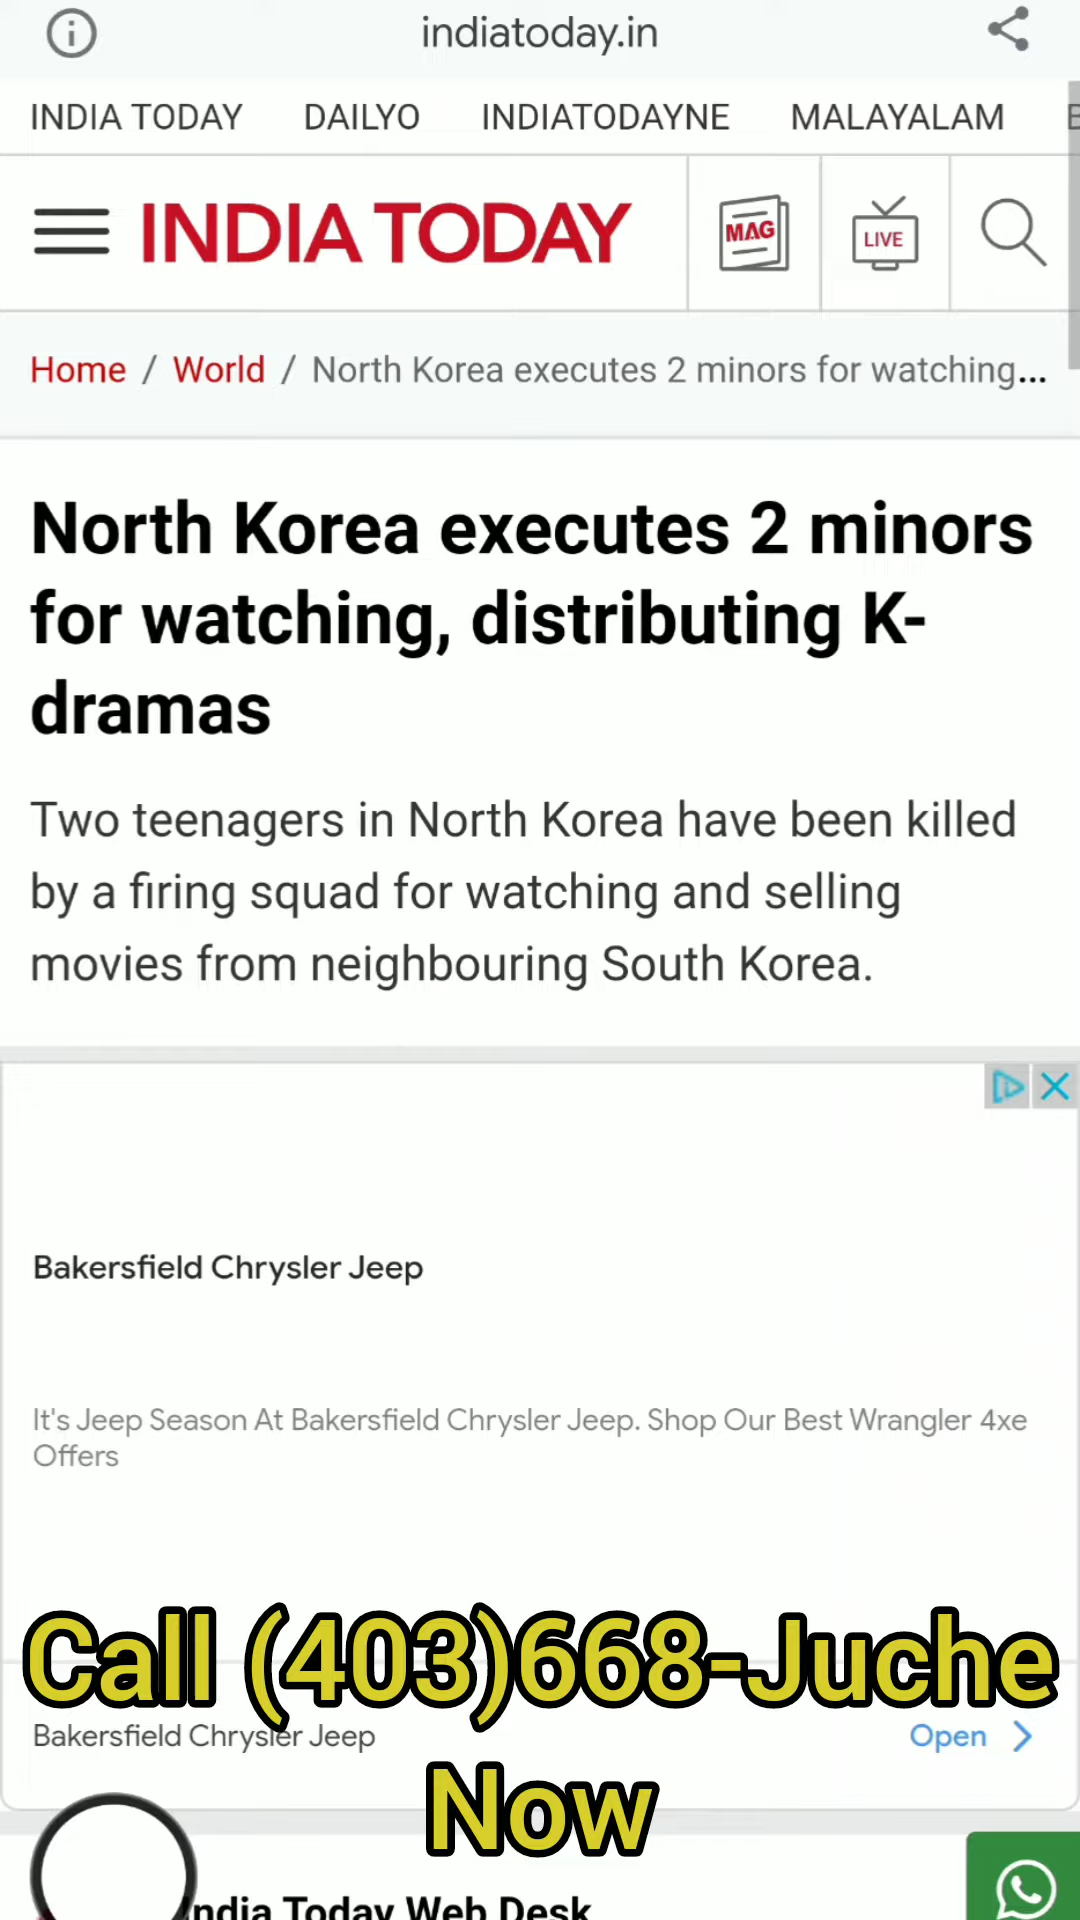 indiatoday.in
INDIA TODAY DAILYO INDIATODAYNE MALAYALAM
INDIA TODAY MAG LIVE
Home / World / North Korea executes 2 minors for watching...
North Korea executes 2 minors
for watching, distributing K-
dramas
Two teenagers in North Korea have been killed
by a firing squad for watching and selling
movies from neighbouring South Korea.
Bakersfield Chrysler Jeep
It's Jeep Season At Bakersfield Chrysler Jeep. Shop Our Best Wrangler 4xe
Offers
Call (403)668-Juche
Bakersfield Chrysler Jeep Open
Now
India Today Web Desk